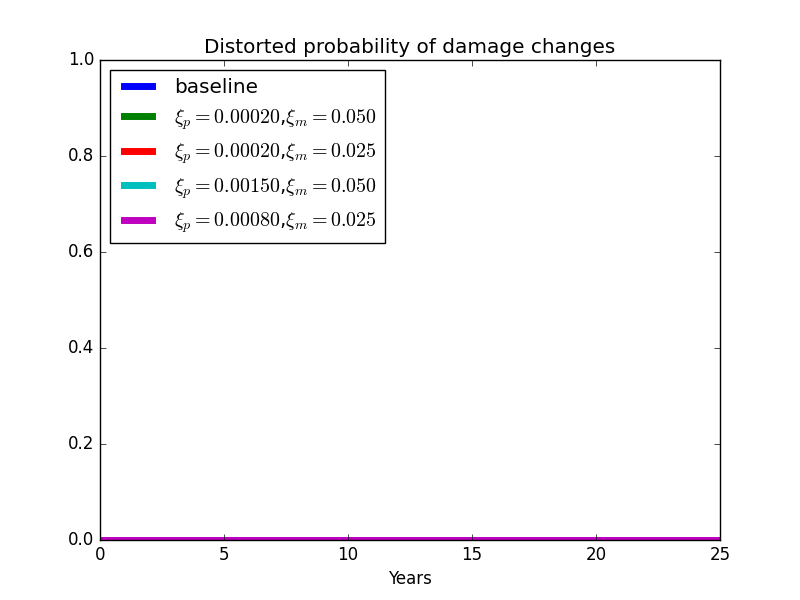 Distorted probability of damage changes
1.0
baseline
ξₚ = 0.00020,ξₘ = 0.050
ξₚ = 0.00020,ξₘ = 0.025
ξₚ = 0.00150,ξₘ = 0.050
ξₚ = 0.00080,ξₘ = 0.025
0.8
0.6
0.4
0.2
0.0
0 5 10 15 20 25
Years